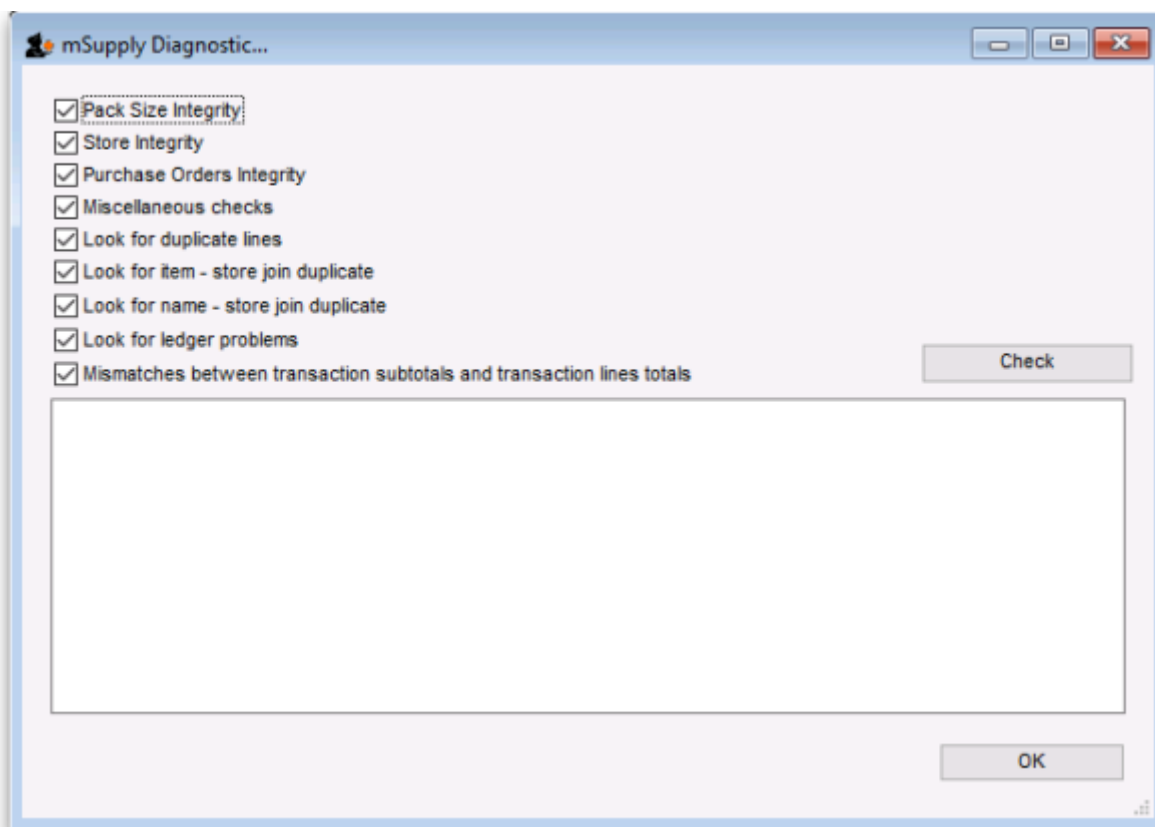 mSupply Diagnostic...
Pack Size Integrity
Store Integrity
Purchase Orders Integrity
Miscellaneous checks
Look for duplicate lines
Look for item - store join duplicate
Look for name - store join duplicate
Look for ledger problems
Mismatches between transaction subtotals and transaction lines totals
Check
OK